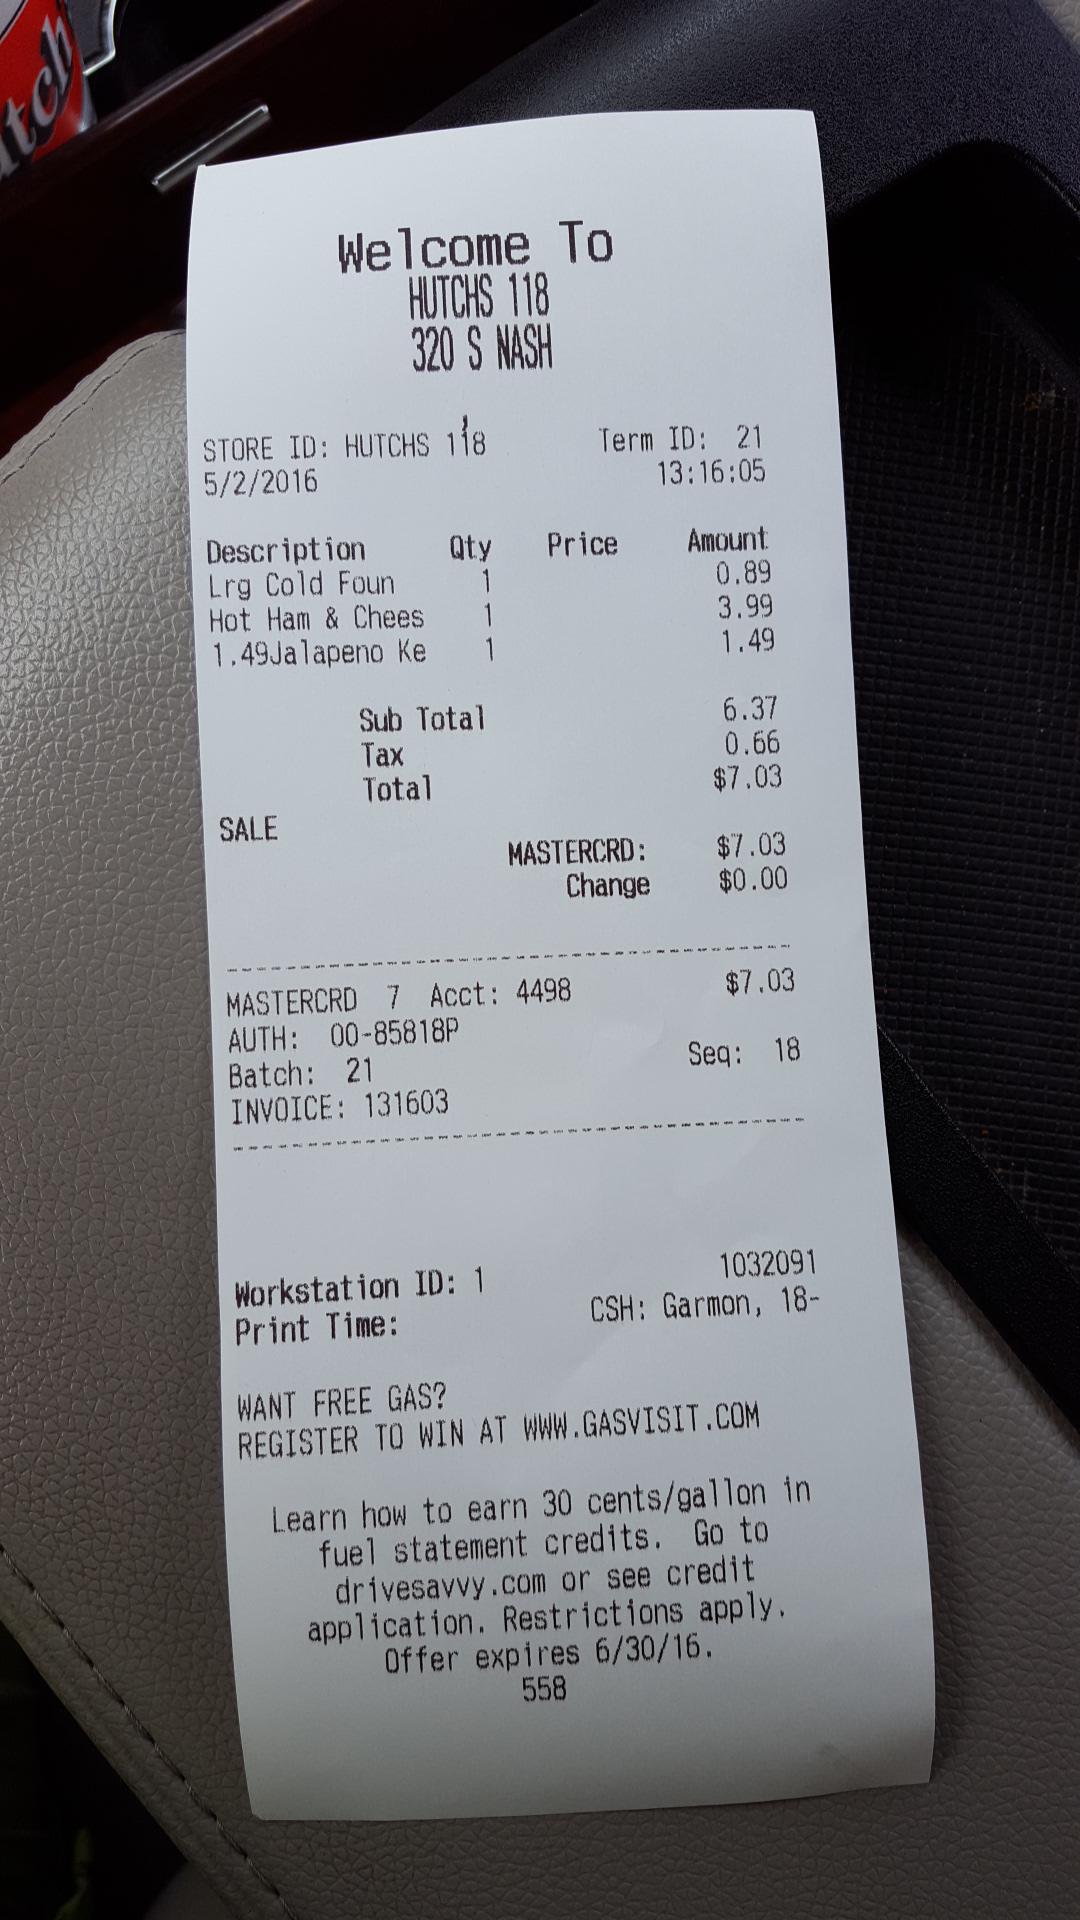 Welcome To
HUTCHS 118
320 S NASH
STORE ID: HUTCHS 118 Term ID: 21
5/2/2016 13:16:05
Description Qty Price Amount
Lrg Cold Foun 1 0.89
Hot Ham & Chees 1 3.99
1.49Jalapeno Ke 1 1.49
Sub Total 6.37
Tax 0.66
Total $7.03
SALE
MASTERCRD: $7.03
Change $0.00
MASTERCRD 7 Acct: 4498 $7.03
AUTH: 00-85818P
Batch: 21 Seq: 18
INVOICE: 131603
Workstation ID: 1 1032091
Print Time: CSH: Garmon, 18-
WANT FREE GAS?
REGISTER TO WIN AT WWW.GASVISIT.COM
Learn how to earn 30 cents/gallon in
fuel statement credits. Go to
drivesavvy.com or see credit
application. Restrictions apply.
Offer expires 6/30/16.
558